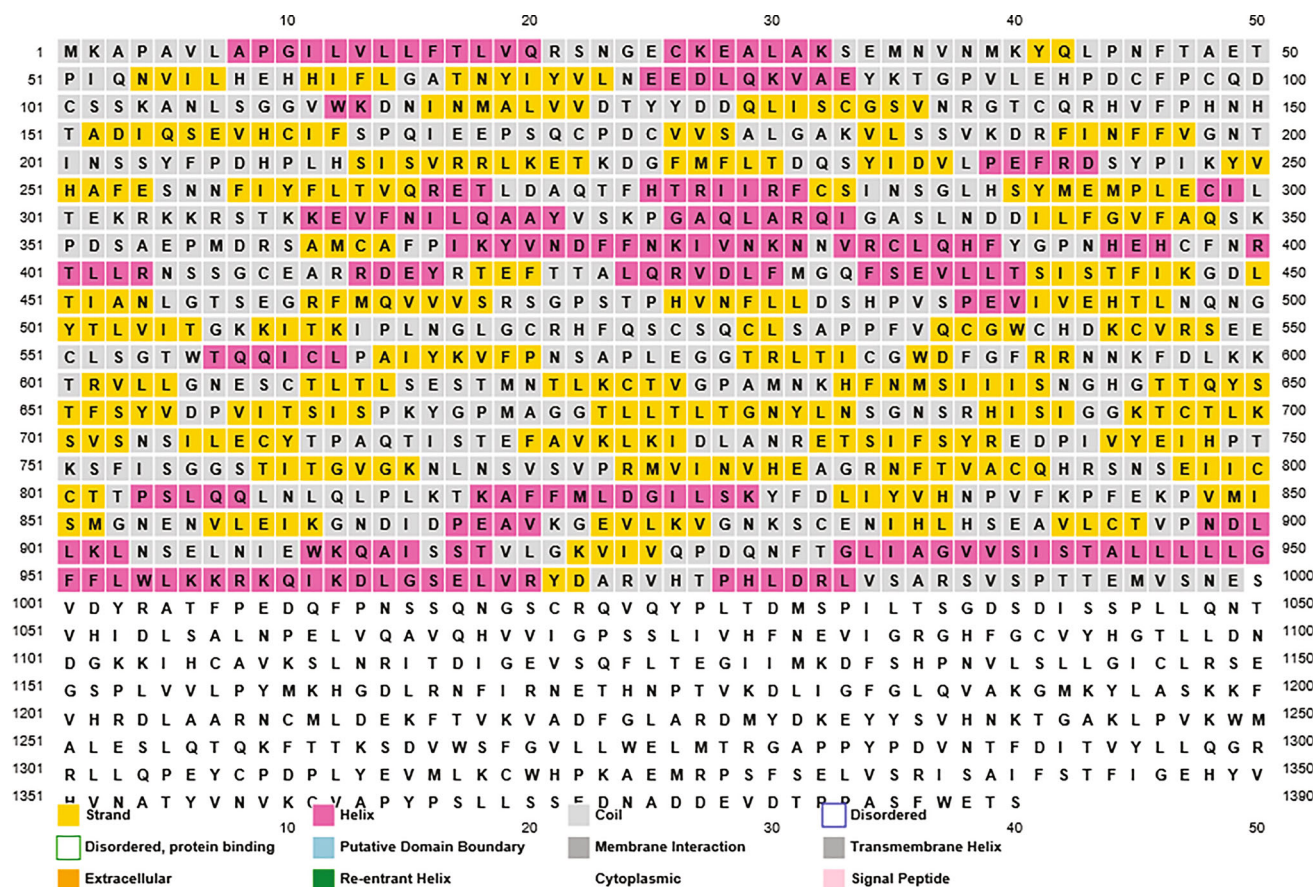 10 20 30 40 50
1 M K A P A V L A P G I L V L L F T L V Q R S N G E C K E A L A K S E M N V N M K Y Q L P N F T A E T 50
51 P I Q N V I L H E H H I F L G A T N Y I Y V L N E E D L Q K V A E Y K T G P V L E H P D C F P C Q D 100
101 C S S K A N L S G G V W K D N I N M A L V V D T Y Y D D Q L I S C G S V N R G T C Q R H V F P H N H 150
151 T A D I Q S E V H C I F S P Q I E E P S Q C P D C V V S A L G A K V L S S V K D R F I N F F V G N T 200
201 I N S S Y F P D H P L H S I S V R R L K E T K D G F M F L T D Q S Y I D V L P E F R D S Y P I K Y V 250
251 H A F E S N N F I Y F L T V Q R E T L D A Q T F H T R I I R F C S I N S G L H S Y M E M P L E C I L 300
301 T E K R K K R S T K K E V F N I L Q A A Y V S K P G A Q L A R Q I G A S L N D D I L F G V F A Q S K 350
351 P D S A E P M D R S A M C A F P I K Y V N D F F N K I V N K N N V R C L Q H F Y G P N H E H C F N R 400
401 T L L R N S S G C E A R R D E Y R T E F T T A L Q R V D L F M G Q F S E V L L T S I S T F I K G D L 450
451 T I A N L G T S E G R F M Q V V V S R S G P S T P H V N F L L D S H P V S P E V I V E H T L N Q N G 500
501 Y T L V I T G K K I T K I P L N G L G C R H F Q S C S Q C L S A P P F V Q C G W C H D K C V R S E E 550
551 C L S G T W T Q Q I C L P A I Y K V F P N S A P L E G G T R L T I C G W D F G F R R N N K F D L K K 600
601 T R V L L G N E S C T L T L S E S T M N T L K C T V G P A M N K H F N M S I I I S N G H G T T Q Y S 650
651 T F S Y V D P V I T S I S P K Y G P M A G G T L L T L T G N Y L N S G N S R H I S I G G K T C T L K 700
701 S V S N S I L E C Y T P A Q T I S T E F A V K L K I D L A N R E T S I F S Y R E D P I V Y E I H P T 750
751 K S F I S G G S T I T G V G K N L N S V S V P R M V I N V H E A G R N F T V A C Q H R S N S E I I C 800
801 C T T P S L Q Q L N L Q L P L K T K A F F M L D G I L S K Y F D L I Y V H N P V F K P F E K P V M I 850
851 S M G N E N V L E I K G N D I D P E A V K G E V L K V G N K S C E N I H L H S E A V L C T V P N D L 900
901 L K L N S E L N I E W K Q A I S S T V L G K V I V Q P D Q N F T G L I A G V V S I S T A L L L L L G 950
951 F F L W L K K R K Q I K D L G S E L V R Y D A R V H T P H L D R L V S A R S V S P T T E M V S N E S 1000
1001 V D Y R A T F P E D Q F P N S S Q N G S C R Q V Q Y P L T D M S P I L T S G D S D I S S P L L Q N T 1050
1051 V H I D L S A L N P E L V Q A V Q H V V I G P S S L I V H F N E V I G R G H F G C V Y H G T L L D N 1100
1101 D G K K I H C A V K S L N R I T D I G E V S Q F L T E G I I M K D F S H P N V L S L L G I C L R S E 1150
1151 G S P L V V L P Y M K H G D L R N F I R N E T H N P T V K D L I G F G L Q V A K G M K Y L A S K K F 1200
1201 V H R D L A A R N C M L D E K F T V K V A D F G L A R D M Y D K E Y Y S V H N K T G A K L P V K W M 1250
1251 A L E S L Q T Q K F T T K S D V W S F G V L L W E L M T R G A P P Y P D V N T F D I T V Y L L Q G R 1300
1301 R L L Q P E Y C P D P L Y E V M L K C W H P K A E M R P S F S E L V S R I S A I F S T F I G E H Y V 1350
1351 H V N A T Y V N V K C V A P Y P S L L S S E D N A D D E V D T R P A S F W E T S 1390
Strand Helix Coil Disordered
10 20 30 40 50
Disordered, protein binding Putative Domain Boundary Membrane Interaction Transmembrane Helix
Extracellular Re-entrant Helix Cytoplasmic Signal Peptide